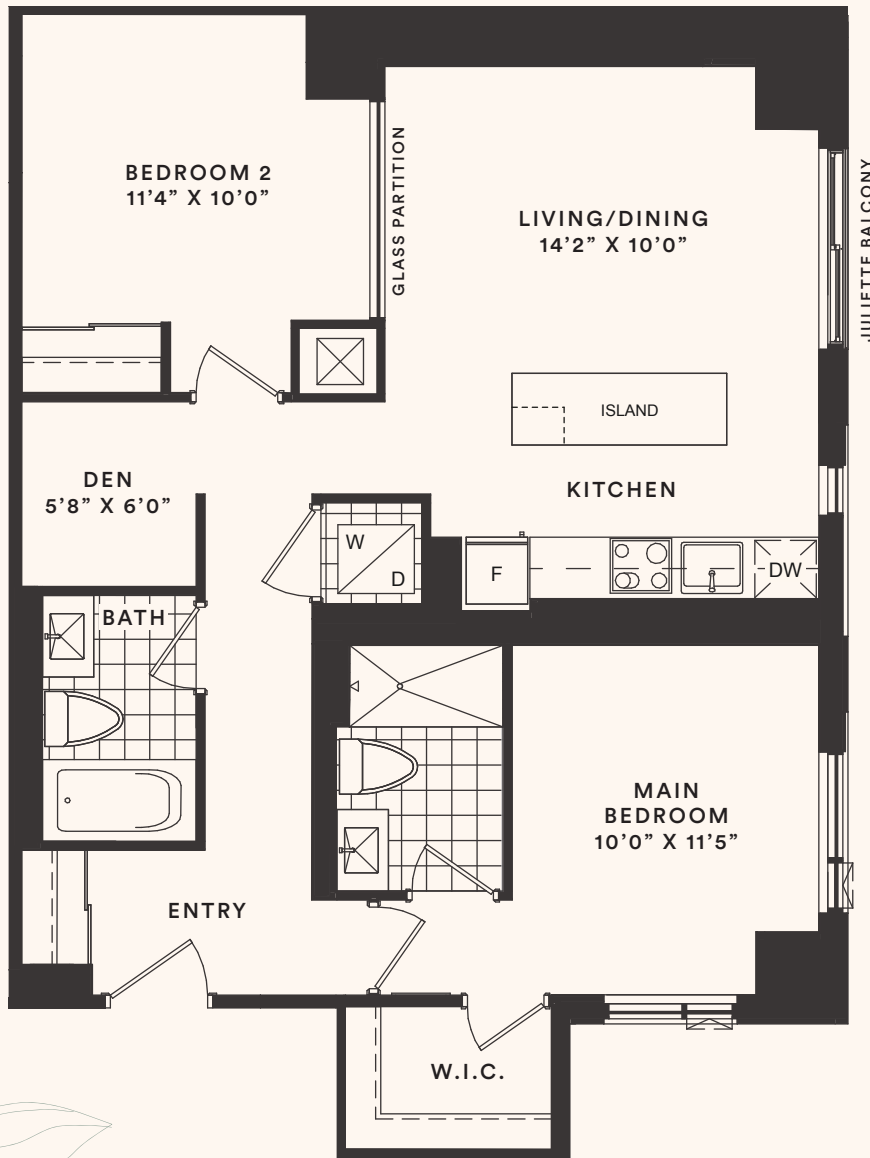 BEDROOM 2
11’4” X 10’0”
GLASS PARTITION
LIVING/DINING
14’2” X 10’0”
JULIETTE BALCONY
ISLAND
KITCHEN
DEN
5’8” X 6’0”
W
D
F
DW
BATH
MAIN
BEDROOM
10’0” X 11’5”
ENTRY
W.I.C.